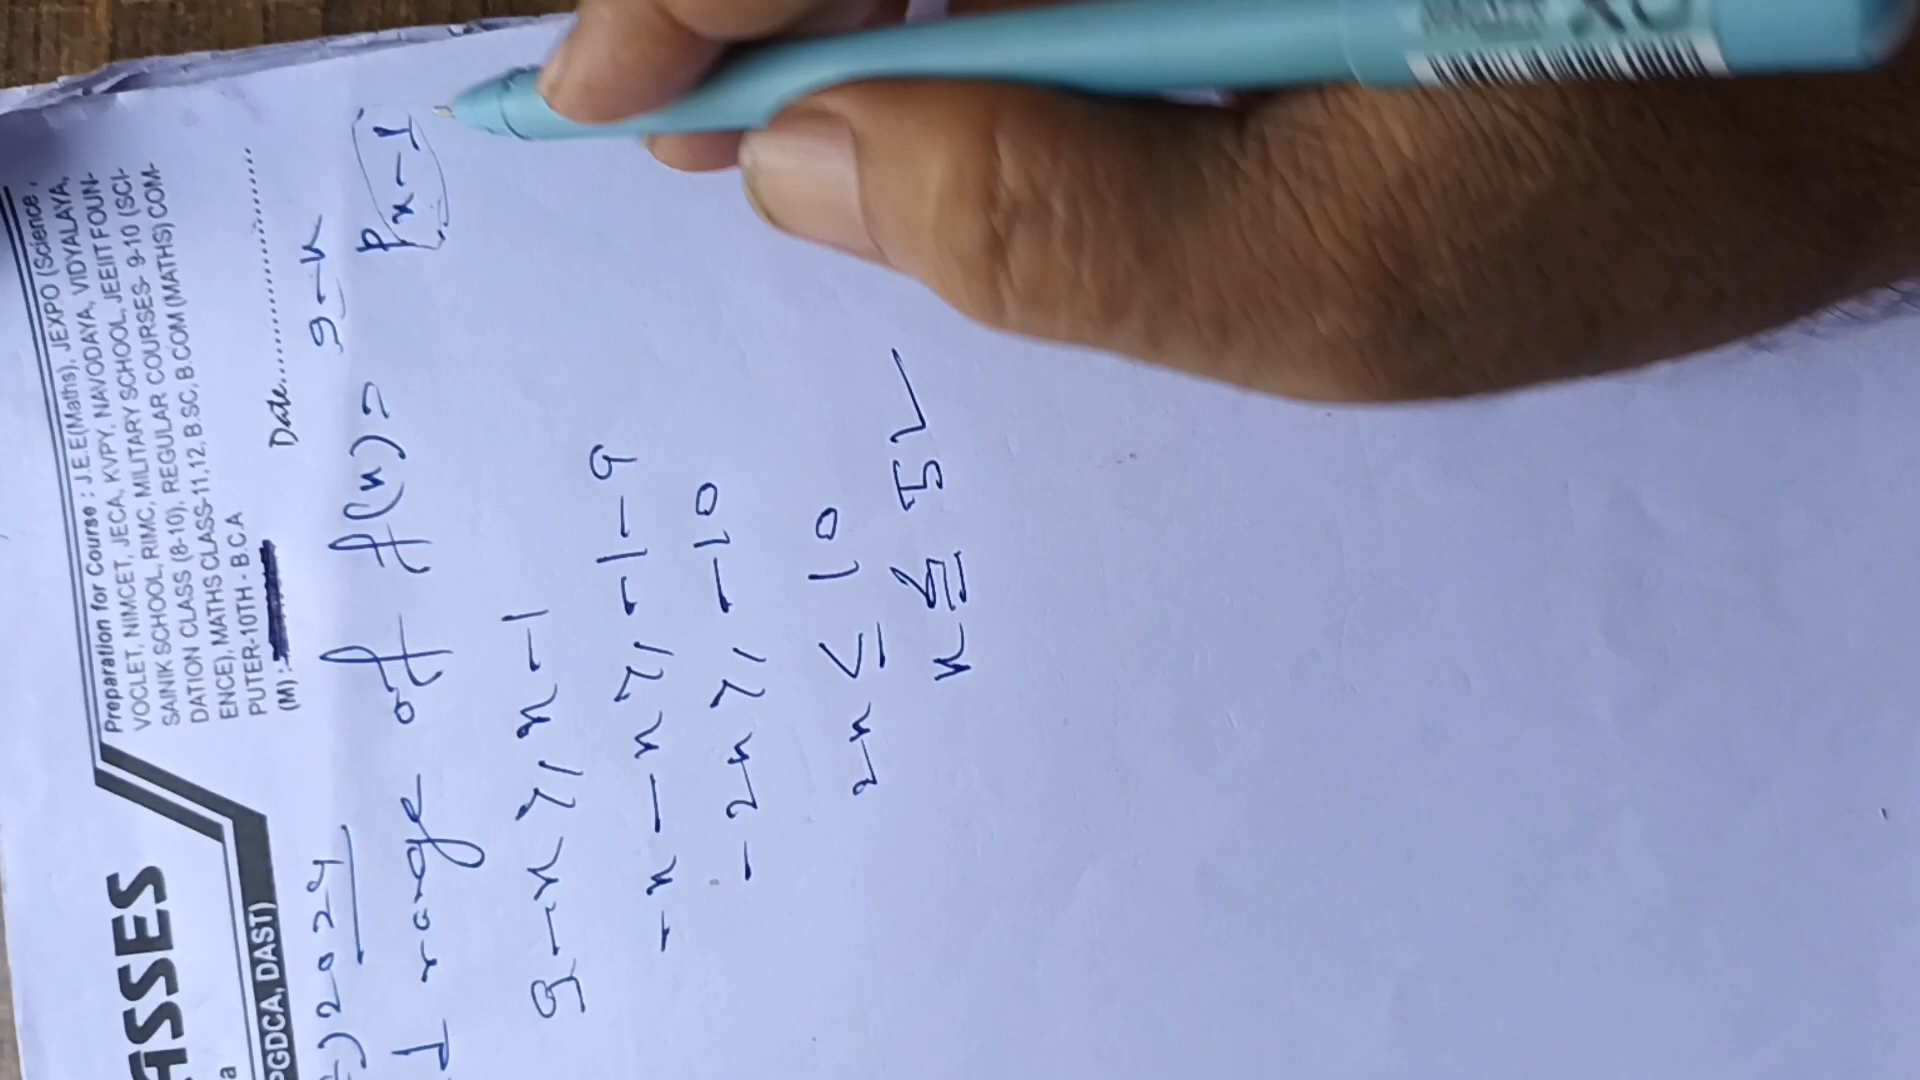 Preparation for Course : J.E.E(Maths), JEXPO (Science,
VOCLET, NIMCET, JECA, KVPY, NAVODAYA, VIDYALAYA,
SAINIK SCHOOL, RIMC, MILITARY SCHOOL, JEE/IIT FOUN-
DATION CLASS (8-10), REGULAR COURSES- 9-10 (SCI-
ENCE), MATHS CLASS-11,12, B.SC, B.COM (MATHS) COM-
PUTER-10TH - B.C.A
(M) :
Date
ASSES
a
PGDCA, DAST)
) 2024
d range of f(x) = 9-x P x-1
9-x ≥ x-1
-x-x ≥ -1-9
-2x ≥ -10
2x ≤ 10
x ≤ 5